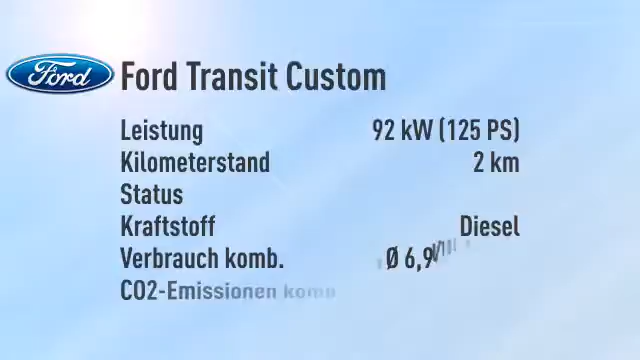 Ford Ford Transit Custom
Leistung 92 kW (125 PS)
Kilometerstand 2 km
Status
Kraftstoff Diesel
Verbrauch komb. Ø 6,9
CO2-Emissionen komb